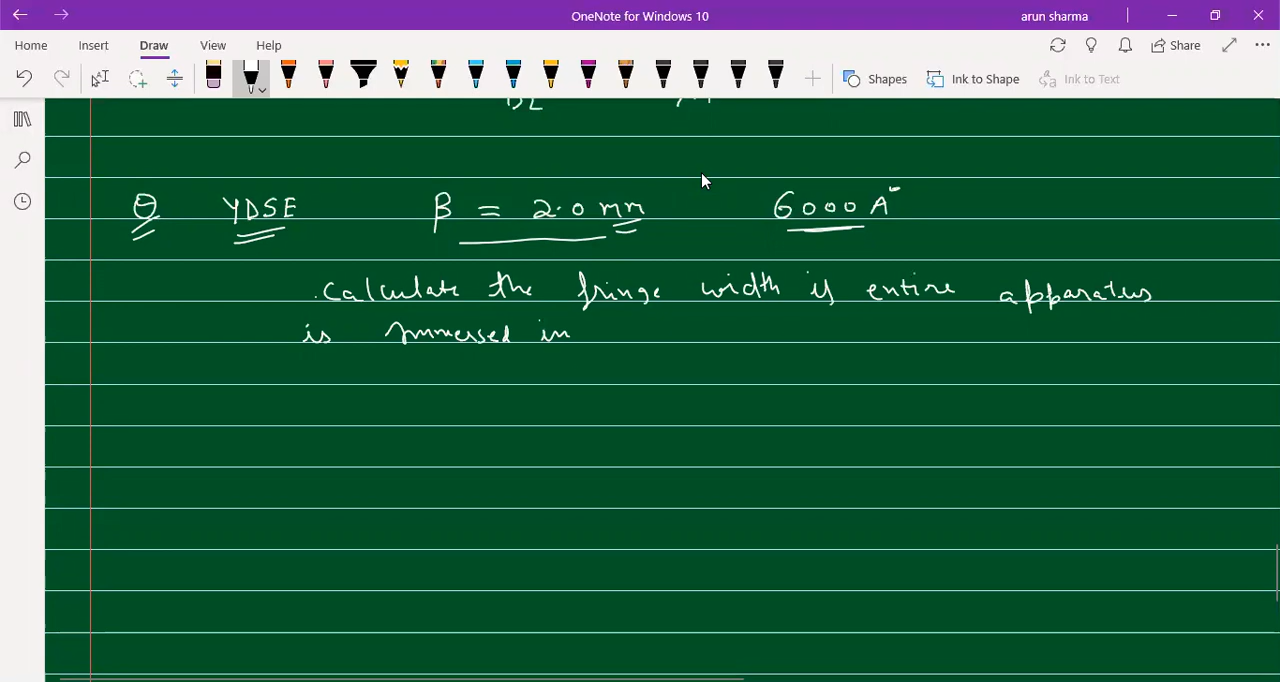 OneNote for Windows 10
arun sharma
Home Insert Draw View Help
Share
Shapes
Ink to Shape
Ink to Text
Q YDSE β = 2.0 mm 6000 A°
Calculate the fringe width if entire apparatus
is immersed in